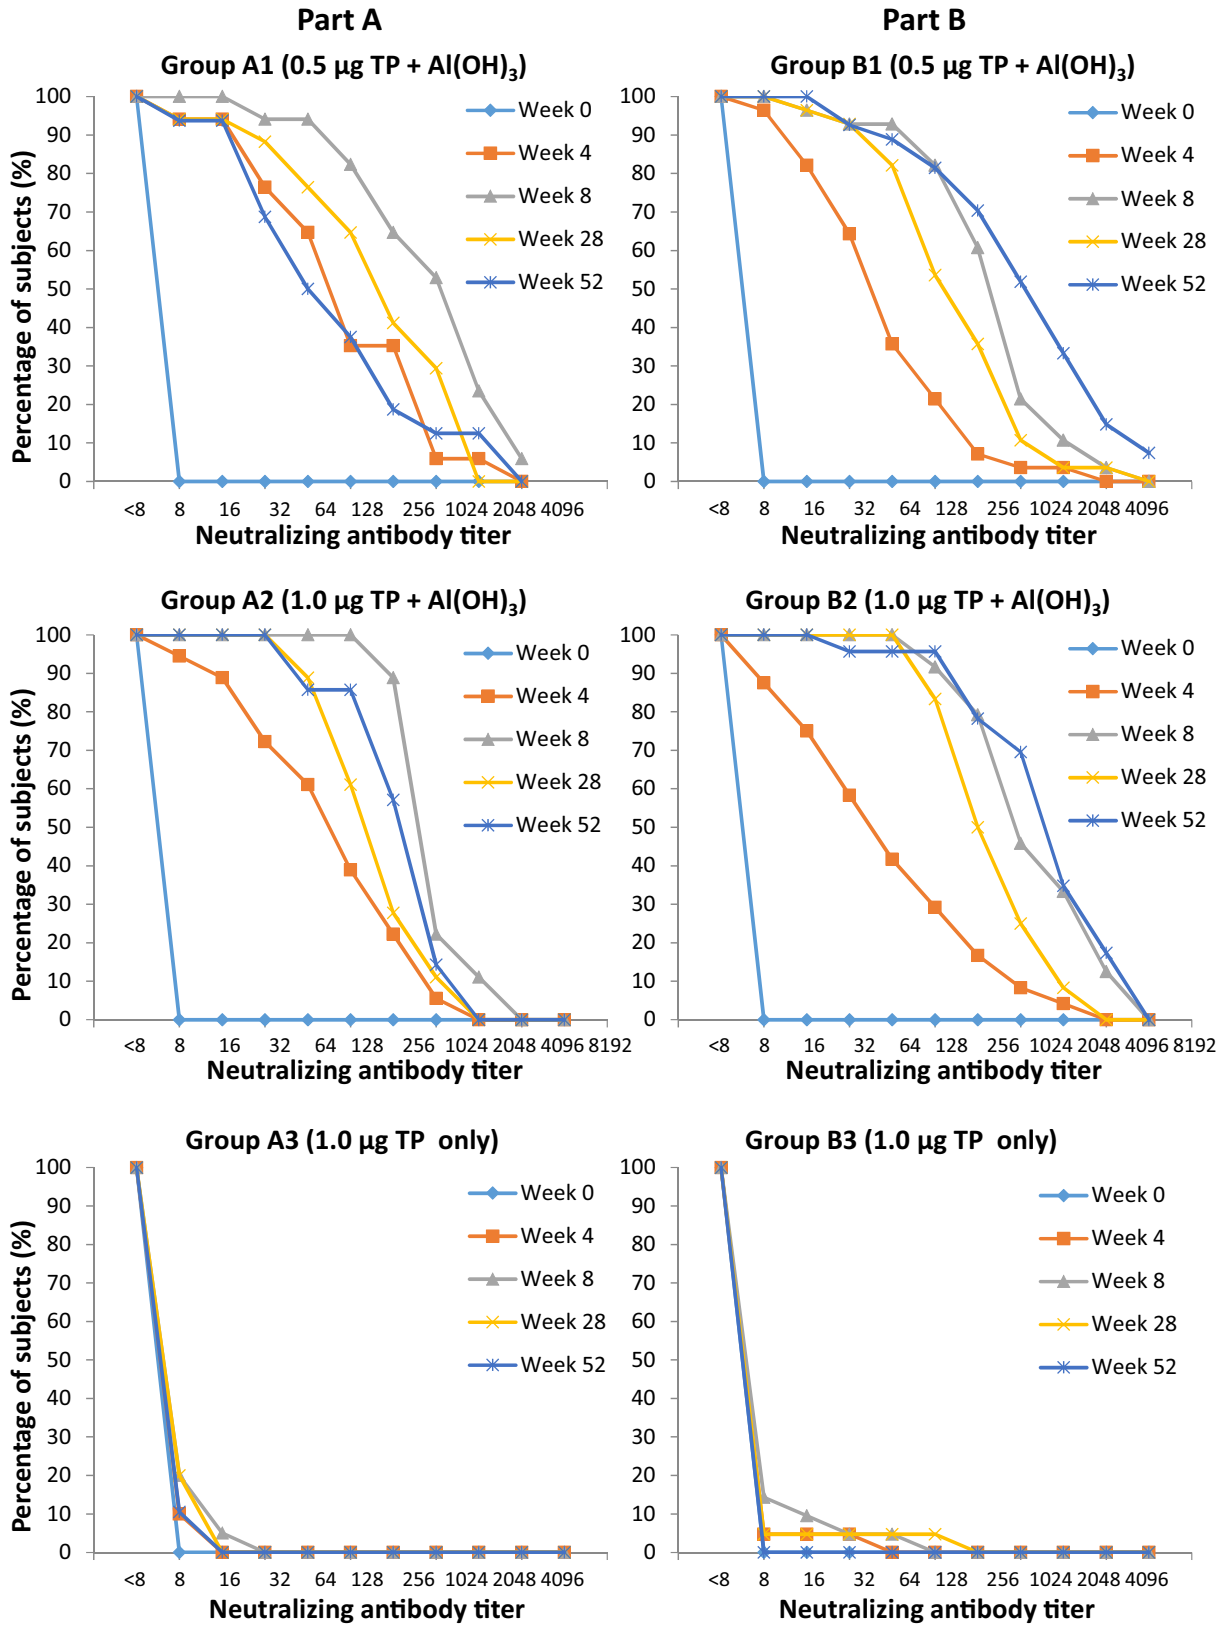 Part A
Part B
Group A1 (0.5 µg TP + Al(OH)3)
Percentage of subjects (%)
100
90
80
70
60
50
40
30
20
10
0
<8 8 16 32 64 128 256 1024 2048 4096
Neutralizing antibody titer
Week 0
Week 4
Week 8
Week 28
Week 52
Group B1 (0.5 µg TP + Al(OH)3)
100
90
80
70
60
50
40
30
20
10
0
<8 8 16 32 64 128 256 1024 2048 4096
Neutralizing antibody titer
Week 0
Week 4
Week 8
Week 28
Week 52
Group A2 (1.0 µg TP + Al(OH)3)
Percentage of subjects (%)
100
90
80
70
60
50
40
30
20
10
0
<8 8 16 32 64 128 256 1024 2048 4096 8192
Neutralizing antibody titer
Week 0
Week 4
Week 8
Week 28
Week 52
Group B2 (1.0 µg TP + Al(OH)3)
100
90
80
70
60
50
40
30
20
10
0
<8 8 16 32 64 128 256 1024 2048 4096 8192
Neutralizing antibody titer
Week 0
Week 4
Week 8
Week 28
Week 52
Group A3 (1.0 µg TP only)
Percentage of subjects (%)
100
90
80
70
60
50
40
30
20
10
0
<8 8 16 32 64 128 256 1024 2048 4096
Neutralizing antibody titer
Week 0
Week 4
Week 8
Week 28
Week 52
Group B3 (1.0 µg TP only)
100
90
80
70
60
50
40
30
20
10
0
<8 8 16 32 64 128 256 1024 2048 4096
Neutralizing antibody titer
Week 0
Week 4
Week 8
Week 28
Week 52